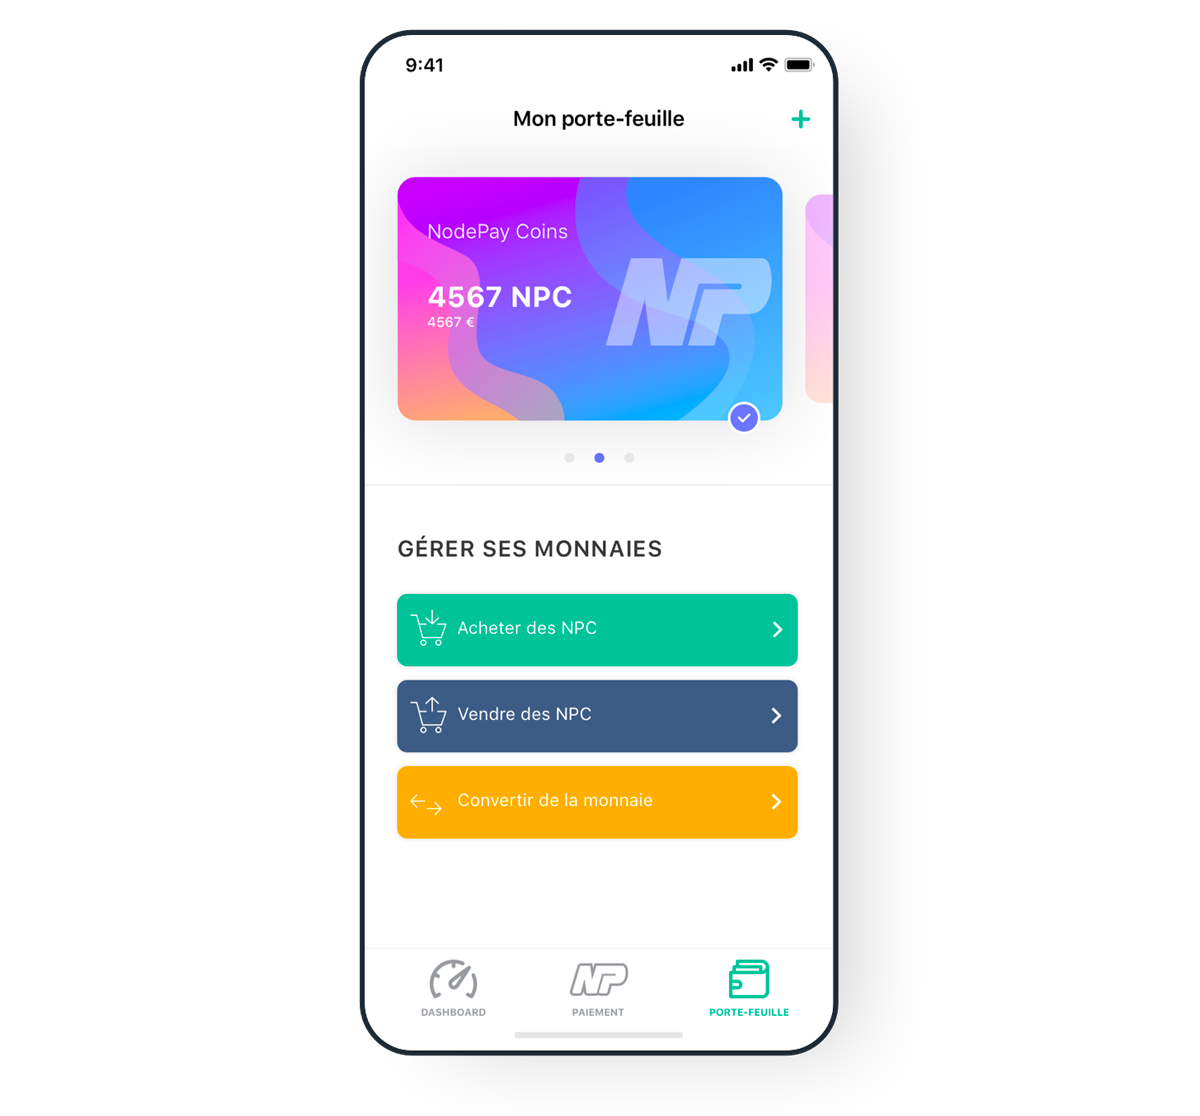 9:41
Mon porte-feuille
NodePay Coins
4567 NPC
4567 €
NP
GÉRER SES MONNAIES
Acheter des NPC
Vendre des NPC
Convertir de la monnaie
NP
DASHBOARD
PAIEMENT
PORTE-FEUILLE